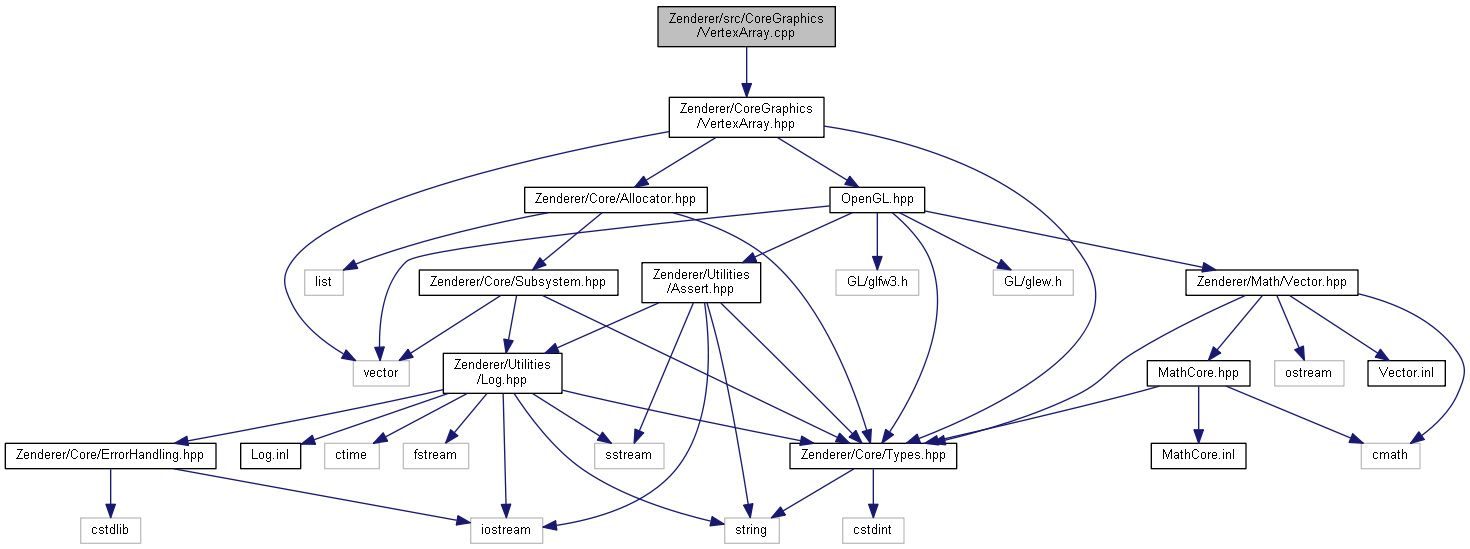 Zenderer/src/CoreGraphics
/VertexArray.cpp
Zenderer/CoreGraphics
/VertexArray.hpp
Zenderer/Core/Allocator.hpp
OpenGL.hpp
list
Zenderer/Core/Subsystem.hpp
Zenderer/Utilities
/Assert.hpp
GL/glfw3.h
GL/glew.h
Zenderer/Math/Vector.hpp
vector
Zenderer/Utilities
/Log.hpp
MathCore.hpp
ostream
Vector.inl
Zenderer/Core/ErrorHandling.hpp
Log.inl
ctime
fstream
sstream
Zenderer/Core/Types.hpp
MathCore.inl
cmath
cstdlib
iostream
string
cstdint